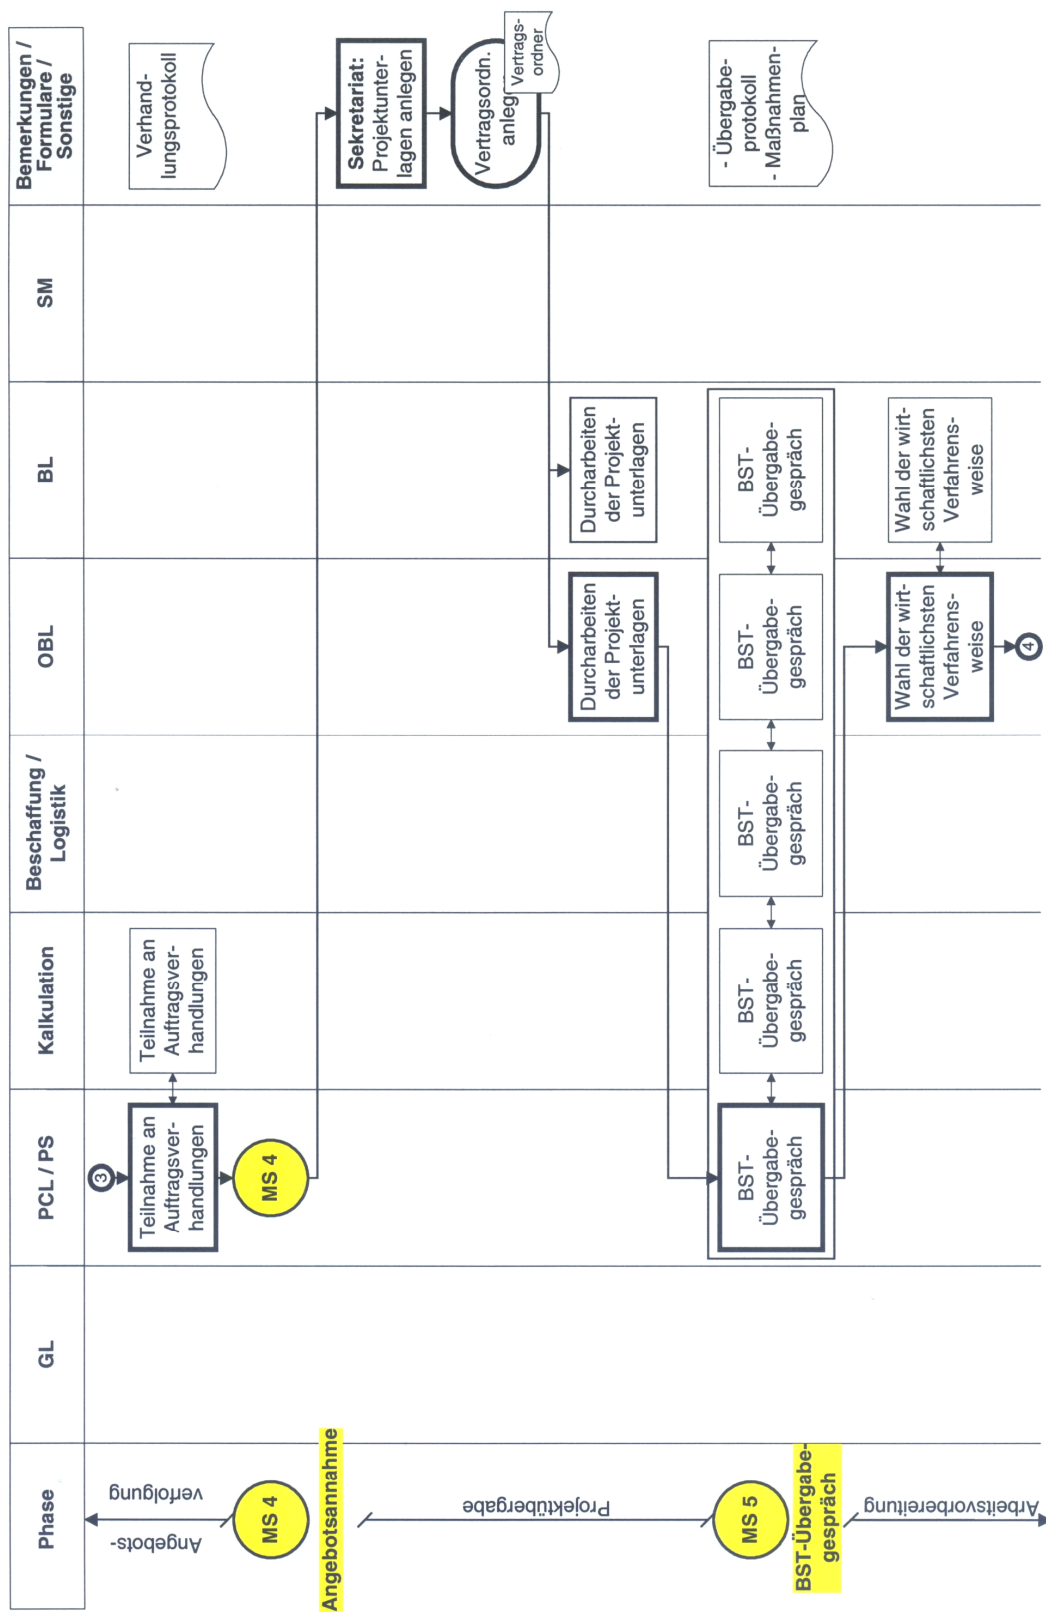 Phase
GL
PCL / PS
Kalkulation
Beschaffung /
Logistik
OBL
BL
SM
Bemerkungen /
Formulare /
Sonstige
Angebots-
verfolgung
3
Teilnahme an
Auftragsver-
handlungen
Teilnahme an
Auftragsver-
handlungen
Verhand-
lungsprotokoll
MS 4
MS 4
Angebotsannahme
Sekretariat:
Projektunter-
lagen anlegen
Vertragsordn.
anleg
Vertrags-
ordner
Projektübergabe
Durcharbeiten
der Projekt-
unterlagen
Durcharbeiten
der Projekt-
unterlagen
MS 5
BST-Übergabe-
gespräch
BST-
Übergabe-
gespräch
BST-
Übergabe-
gespräch
BST-
Übergabe-
gespräch
BST-
Übergabe-
gespräch
BST-
Übergabe-
gespräch
- Übergabe-
protokoll
- Maßnahmen-
plan
Arbeitsvorbereitung
Wahl der wirt-
schaftlichsten
Verfahrens-
weise
Wahl der wirt-
schaftlichsten
Verfahrens-
weise
4